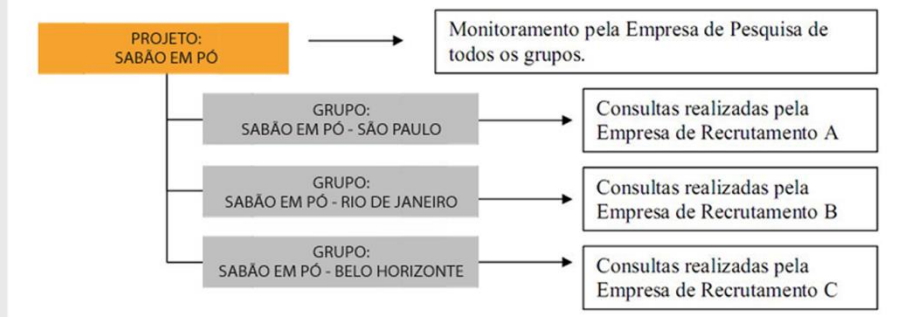 PROJETO:
SABÃO EM PÓ
Monitoramento pela Empresa de Pesquisa de
todos os grupos.
GRUPO:
SABÃO EM PÓ - SÃO PAULO
Consultas realizadas pela
Empresa de Recrutamento A
GRUPO:
SABÃO EM PÓ - RIO DE JANEIRO
Consultas realizadas pela
Empresa de Recrutamento B
GRUPO:
SABÃO EM PÓ - BELO HORIZONTE
Consultas realizadas pela
Empresa de Recrutamento C